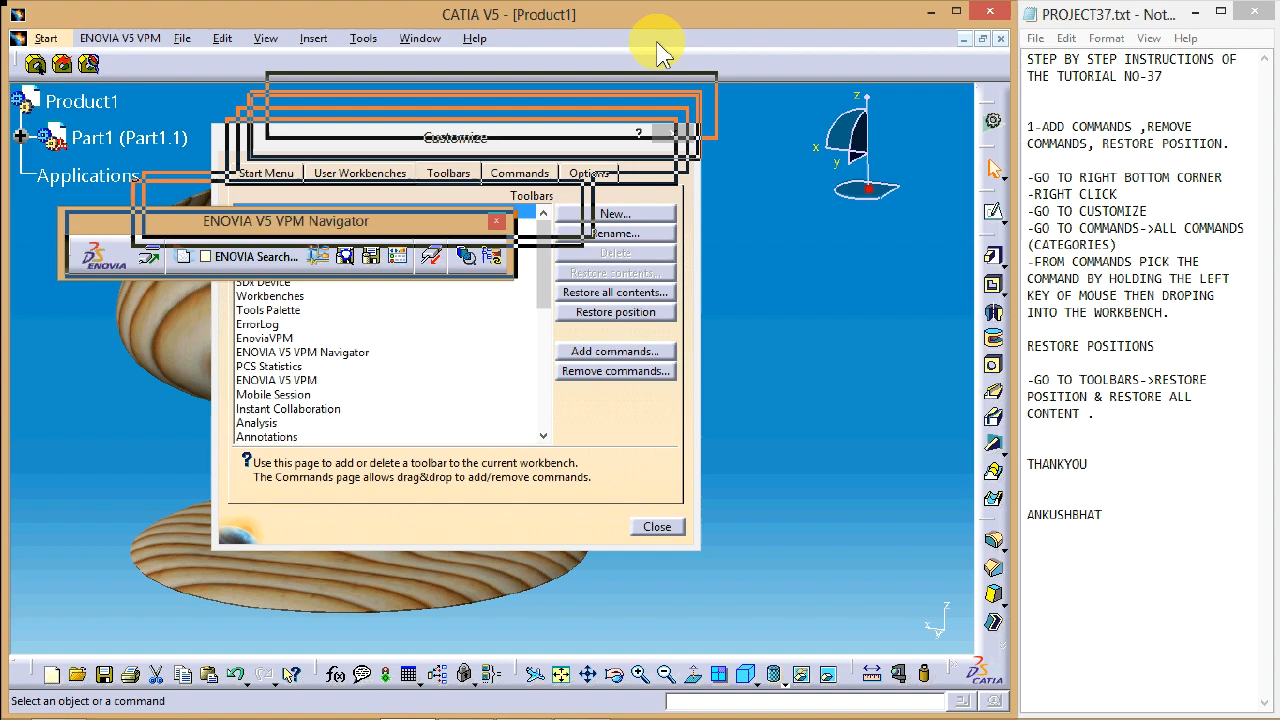 CATIA V5 - [Product1]
Start ENOVIA V5 VPM File Edit View Insert Tools Window Help
Product1
Part1 (Part1.1)
Applications
z
x
y
Customize
?
Start Menu User Workbenches Toolbars Commands Options
Toolbars
ENOVIA V5 VPM Navigator
ENOVIA
ENOVIA Search...
Workbenches
Tools Palette
ErrorLog
EnoviaVPM
ENOVIA V5 VPM Navigator
PCS Statistics
ENOVIA V5 VPM
Mobile Session
Instant Collaboration
Analysis
Annotations
New...
Rename...
Delete
Restore contents...
Restore all contents...
Restore position
Add commands...
Remove commands...
Use this page to add or delete a toolbar to the current workbench.
The Commands page allows drag&drop to add/remove commands.
Close
z
x
y
f(x)
CATIA
Select an object or a command
PROJECT37.txt - Not...
File Edit Format View Help
STEP BY STEP INSTRUCTIONS OF
THE TUTORIAL NO-37
1-ADD COMMANDS ,REMOVE
COMMANDS, RESTORE POSITION.
-GO TO RIGHT BOTTOM CORNER
-RIGHT CLICK
-GO TO CUSTOMIZE
-GO TO COMMANDS->ALL COMMANDS
(CATEGORIES)
-FROM COMMANDS PICK THE
COMMAND BY HOLDING THE LEFT
KEY OF MOUSE THEN DROPING
INTO THE WORKBENCH.
RESTORE POSITIONS
-GO TO TOOLBARS->RESTORE
POSITION & RESTORE ALL
CONTENT .
THANKYOU
ANKUSHBHAT